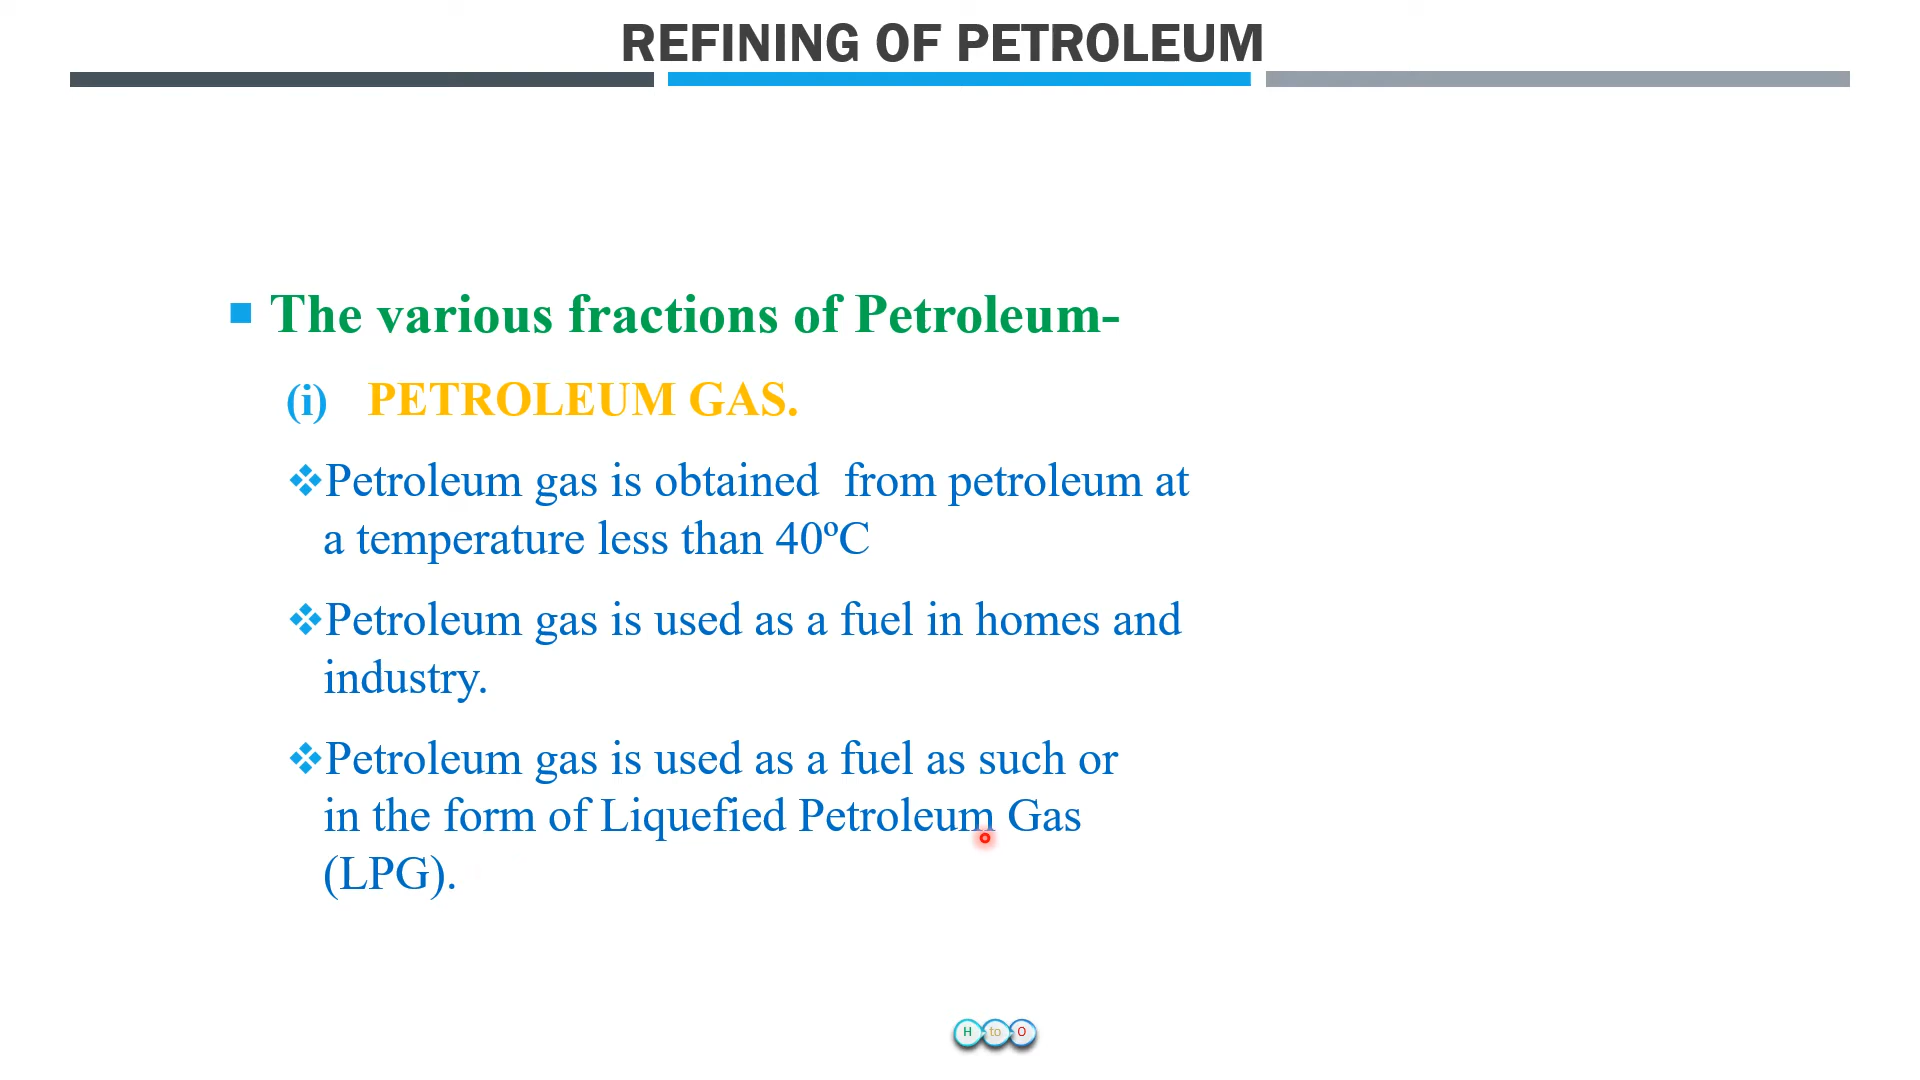 REFINING OF PETROLEUM
The various fractions of Petroleum-
(i) PETROLEUM GAS.
Petroleum gas is obtained from petroleum at
a temperature less than 40ºC
Petroleum gas is used as a fuel in homes and
industry.
Petroleum gas is used as a fuel as such or
in the form of Liquefied Petroleum Gas
(LPG).
H to O